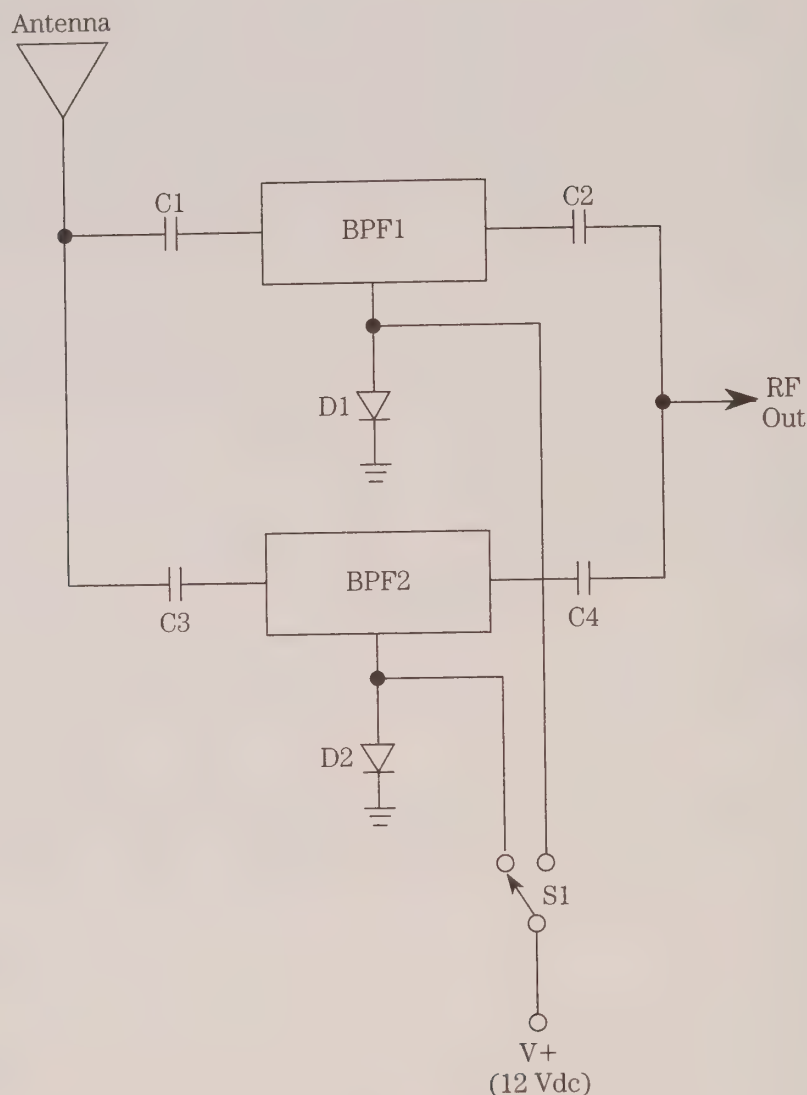 Antenna
C1
C2
BPF1
D1
RF
Out
BPF2
C3
C4
D2
S1
V+
(12 Vdc)